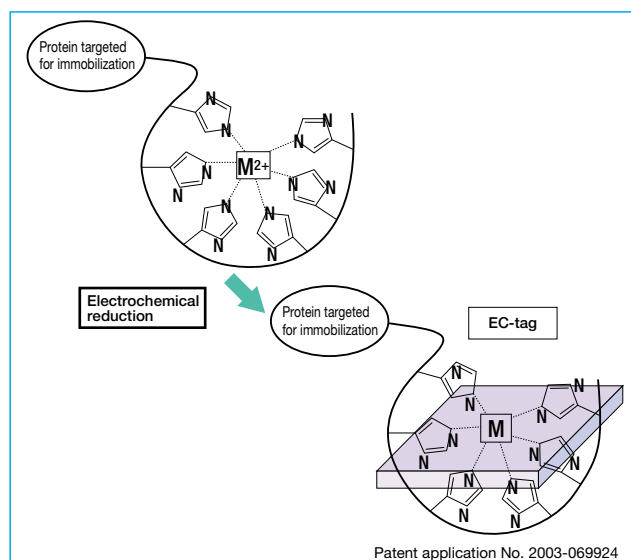 Protein targeted
for immobilization
N
N
N
N
N
N
M2+
N
N
N
N
N
N
Electrochemical
reduction
Protein targeted
for immobilization
EC-tag
N
N
N
N
N
M
N
N
N
N
N
N
N
Patent application No. 2003-069924